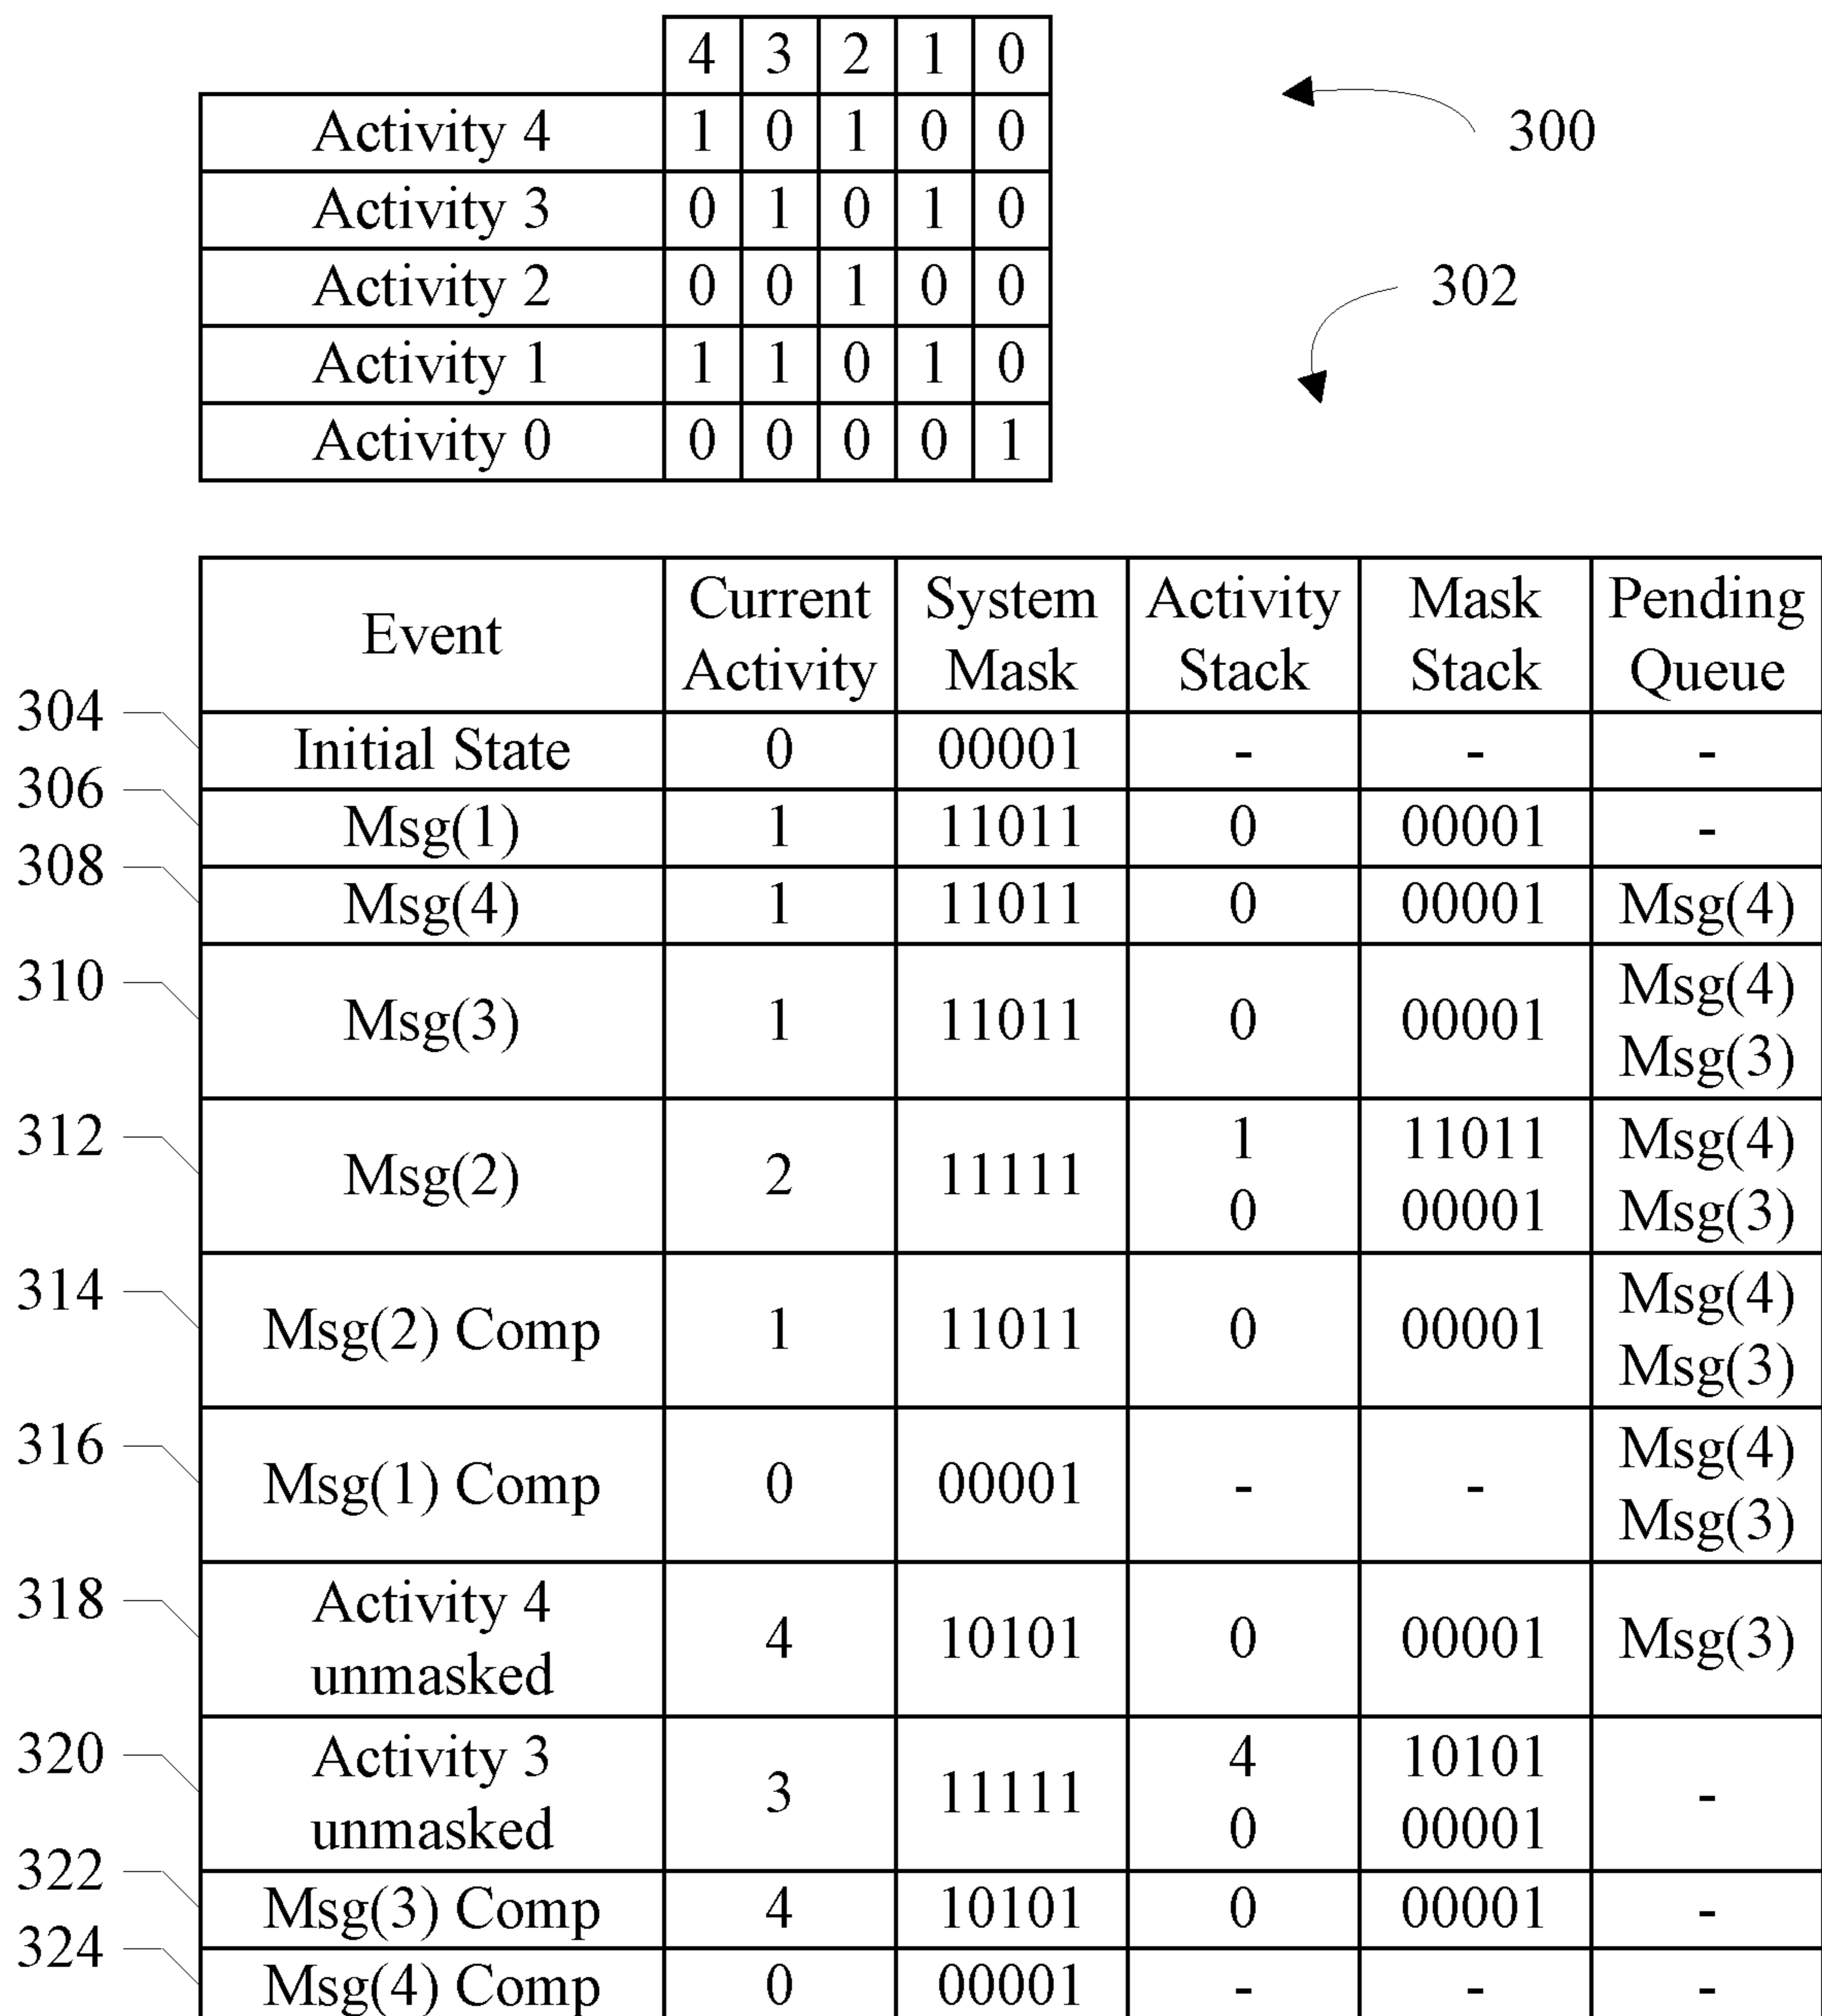 4 3 2 1 0
Activity 4 1 0 1 0 0
300
Activity 3 0 1 0 1 0
Activity 2 0 0 1 0 0
302
Activity 1 1 1 0 1 0
Activity 0 0 0 0 0 1
Event Current Activity System Mask Activity Stack Mask Stack Pending Queue
304 Initial State 0 00001 - - -
306 Msg(1) 1 11011 0 00001 -
308 Msg(4) 1 11011 0 00001 Msg(4)
310 Msg(3) 1 11011 0 00001 Msg(4) Msg(3)
312 Msg(2) 2 11111 1 0 11011 00001 Msg(4) Msg(3)
314 Msg(2) Comp 1 11011 0 00001 Msg(4) Msg(3)
316 Msg(1) Comp 0 00001 - - Msg(4) Msg(3)
318 Activity 4 unmasked 4 10101 0 00001 Msg(3)
320 Activity 3 unmasked 3 11111 4 0 10101 00001 -
322 Msg(3) Comp 4 10101 0 00001 -
324 Msg(4) Comp 0 00001 - - -